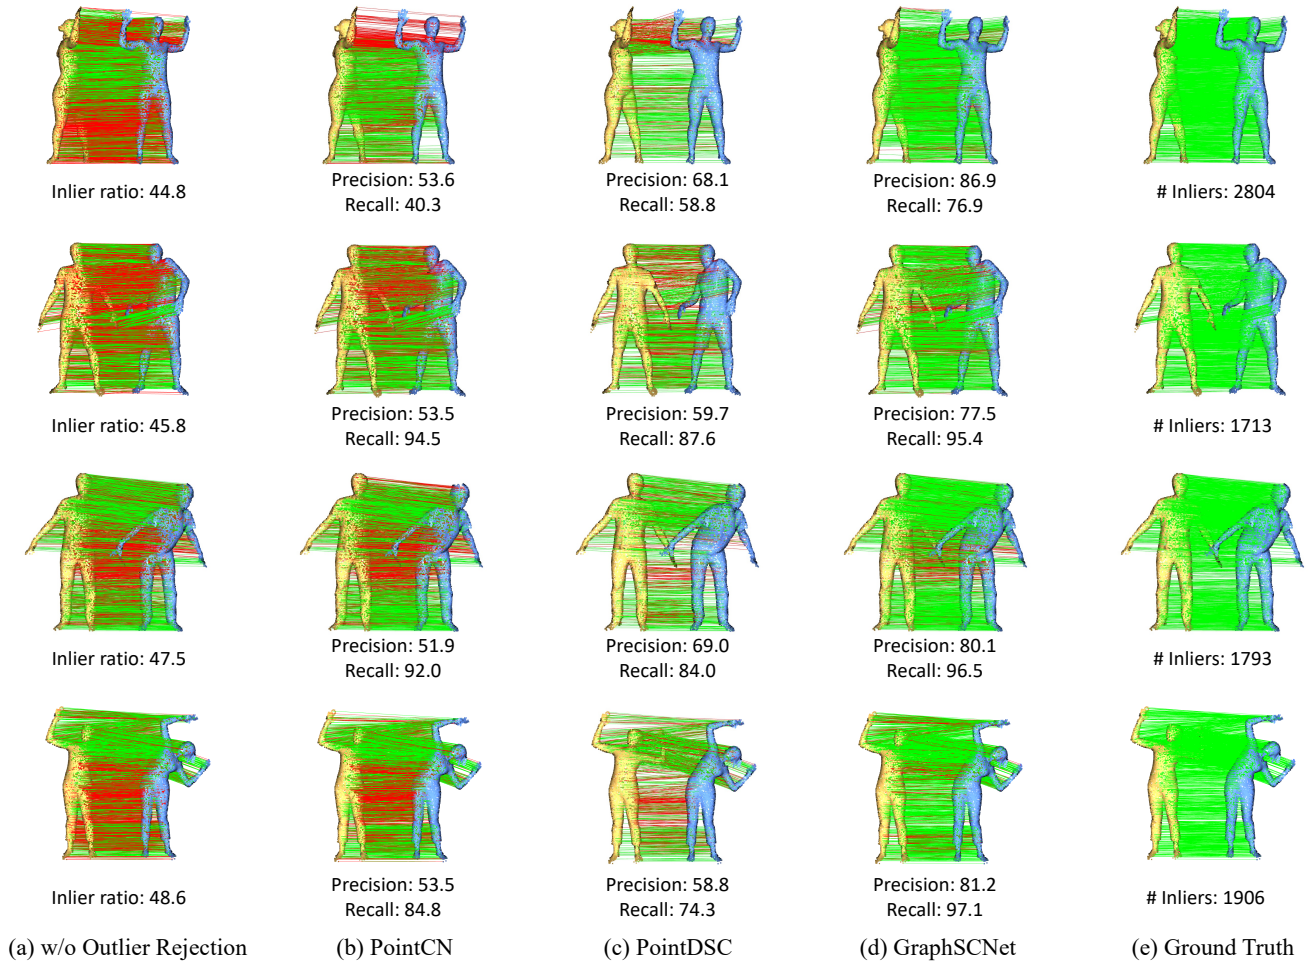 Inlier ratio: 44.8
Precision: 53.6
Recall: 40.3
Precision: 68.1
Recall: 58.8
Precision: 86.9
Recall: 76.9
# Inliers: 2804
Inlier ratio: 45.8
Precision: 53.5
Recall: 94.5
Precision: 59.7
Recall: 87.6
Precision: 77.5
Recall: 95.4
# Inliers: 1713
Inlier ratio: 47.5
Precision: 51.9
Recall: 92.0
Precision: 69.0
Recall: 84.0
Precision: 80.1
Recall: 96.5
# Inliers: 1793
Inlier ratio: 48.6
Precision: 53.5
Recall: 84.8
Precision: 58.8
Recall: 74.3
Precision: 81.2
Recall: 97.1
# Inliers: 1906
(a) w/o Outlier Rejection
(b) PointCN
(c) PointDSC
(d) GraphSCNet
(e) Ground Truth